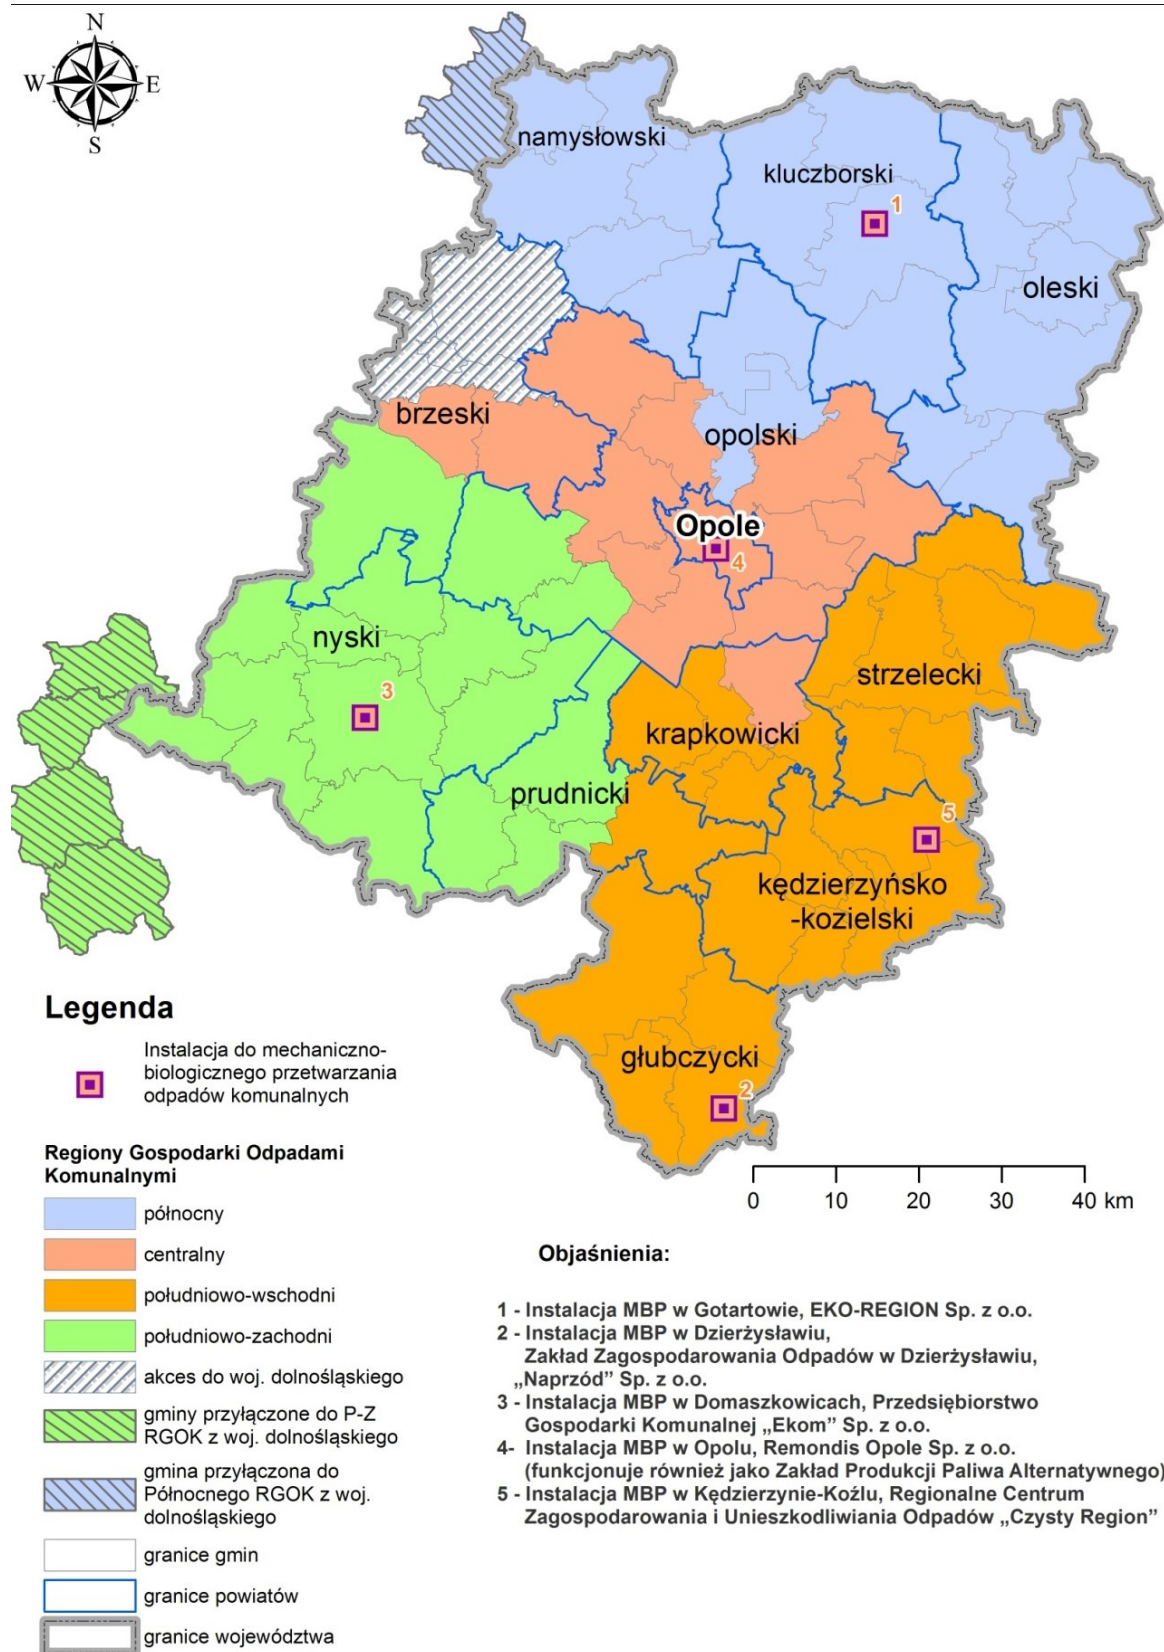 N
W E
S
namysłowski
kluczborski
1
oleski
brzeski
opolski
Opole
4
nyski
3
strzelecki
krapkowicki
prudnicki
5
kędzierzyńsko
-kozielski
głubczycki
2
0 10 20 30 40 km
Legenda
Instalacja do mechaniczno-
biologicznego przetwarzania
odpadów komunalnych
Regiony Gospodarki Odpadami
Komunalnymi
północny
centralny
południowo-wschodni
południowo-zachodni
akces do woj. dolnośląskiego
gminy przyłączone do P-Z
RGOK z woj. dolnośląskiego
gmina przyłączona do
Północnego RGOK z woj.
dolnośląskiego
granice gmin
granice powiatów
granice województwa
Objaśnienia:
1 - Instalacja MBP w Gotartowie, EKO-REGION Sp. z o.o.
2 - Instalacja MBP w Dzierżysławiu,
Zakład Zagospodarowania Odpadów w Dzierżysławiu,
„Naprzód” Sp. z o.o.
3 - Instalacja MBP w Domaszkowicach, Przedsiębiorstwo
Gospodarki Komunalnej „Ekom” Sp. z o.o.
4- Instalacja MBP w Opolu, Remondis Opole Sp. z o.o.
(funkcjonuje również jako Zakład Produkcji Paliwa Alternatywnego)
5 - Instalacja MBP w Kędzierzynie-Koźlu, Regionalne Centrum
Zagospodarowania i Unieszkodliwiania Odpadów „Czysty Region”